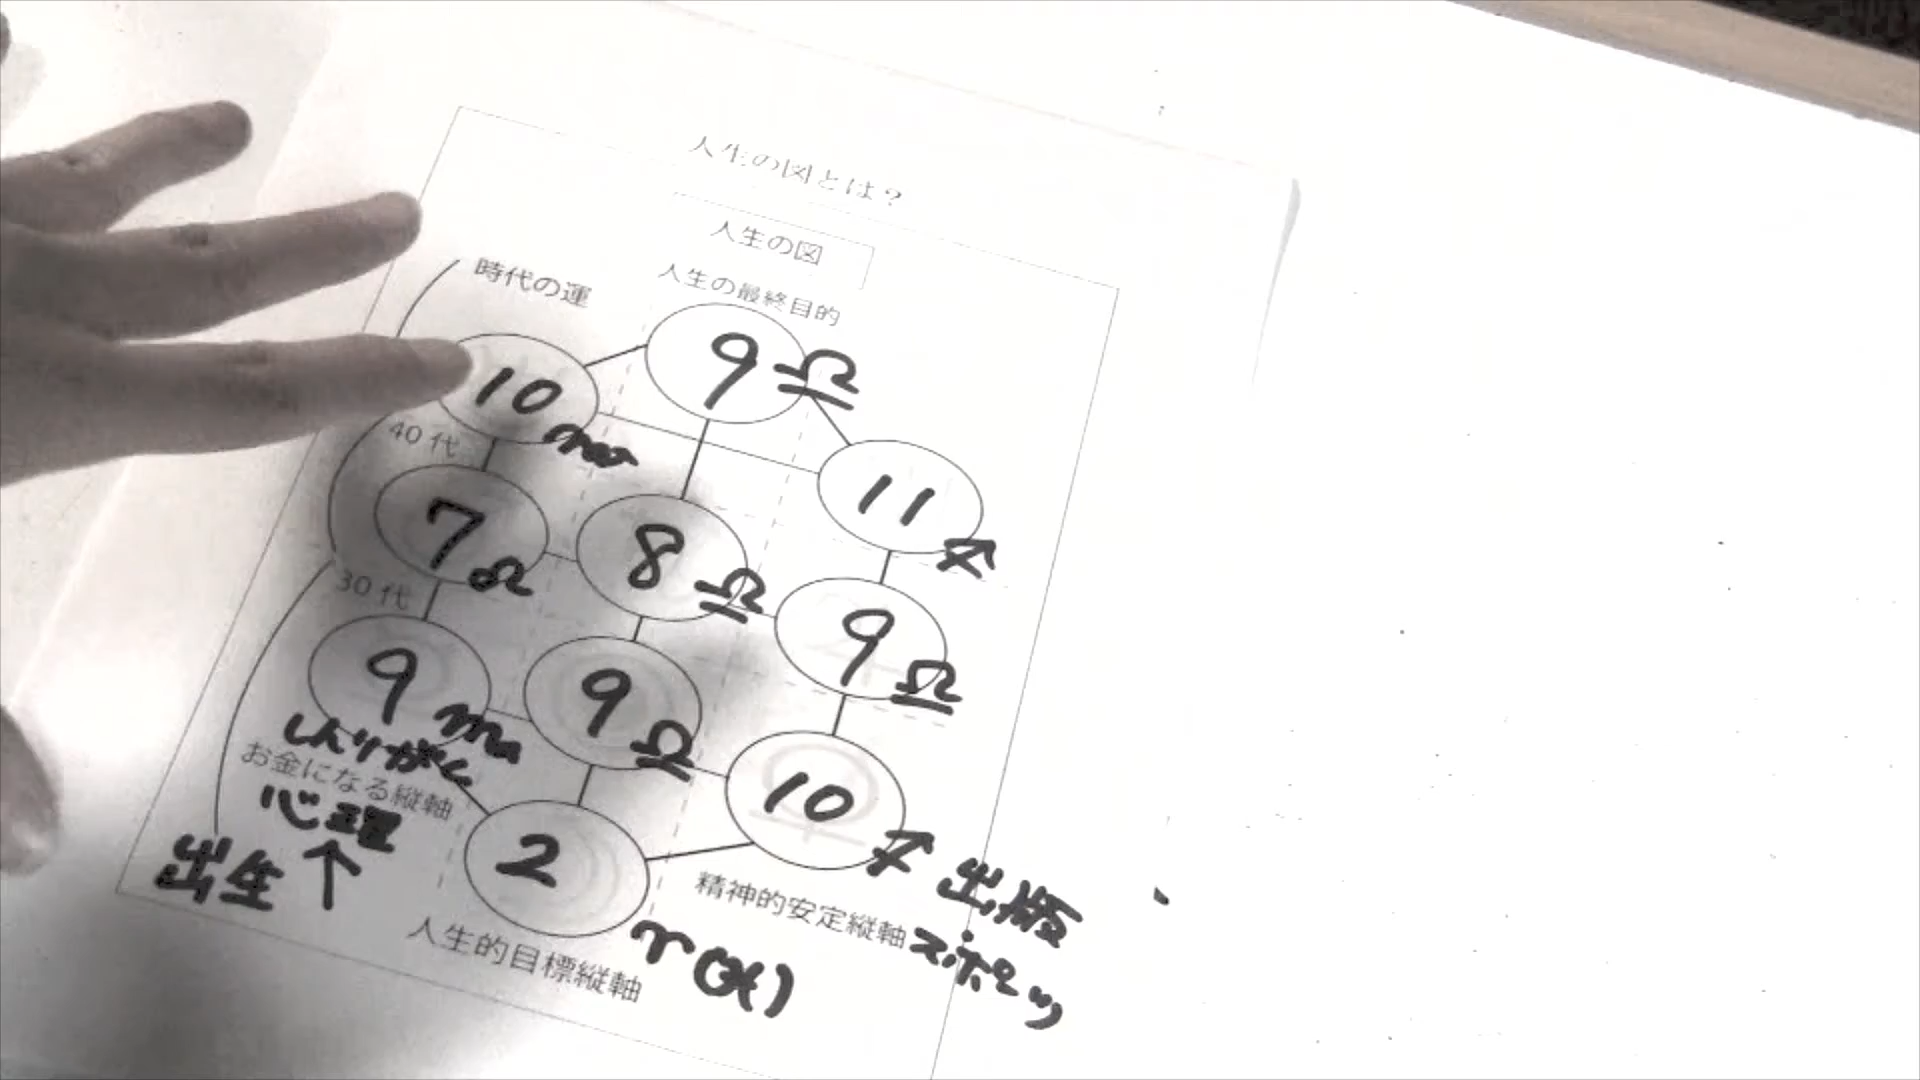 人生の図とは?
人生の図
人生の最終目的
時代の運
9 ♎
10 ♏
11 ♐
40代
7 ♌
8 ♎
9 ♎
30代
9 ♏
9 ♎
10 ♐
しんりがく
お金になる縦軸
心理
出生 ↑
2
♈
精神的安定縦軸
出版
スポーツ
人生的目標縦軸